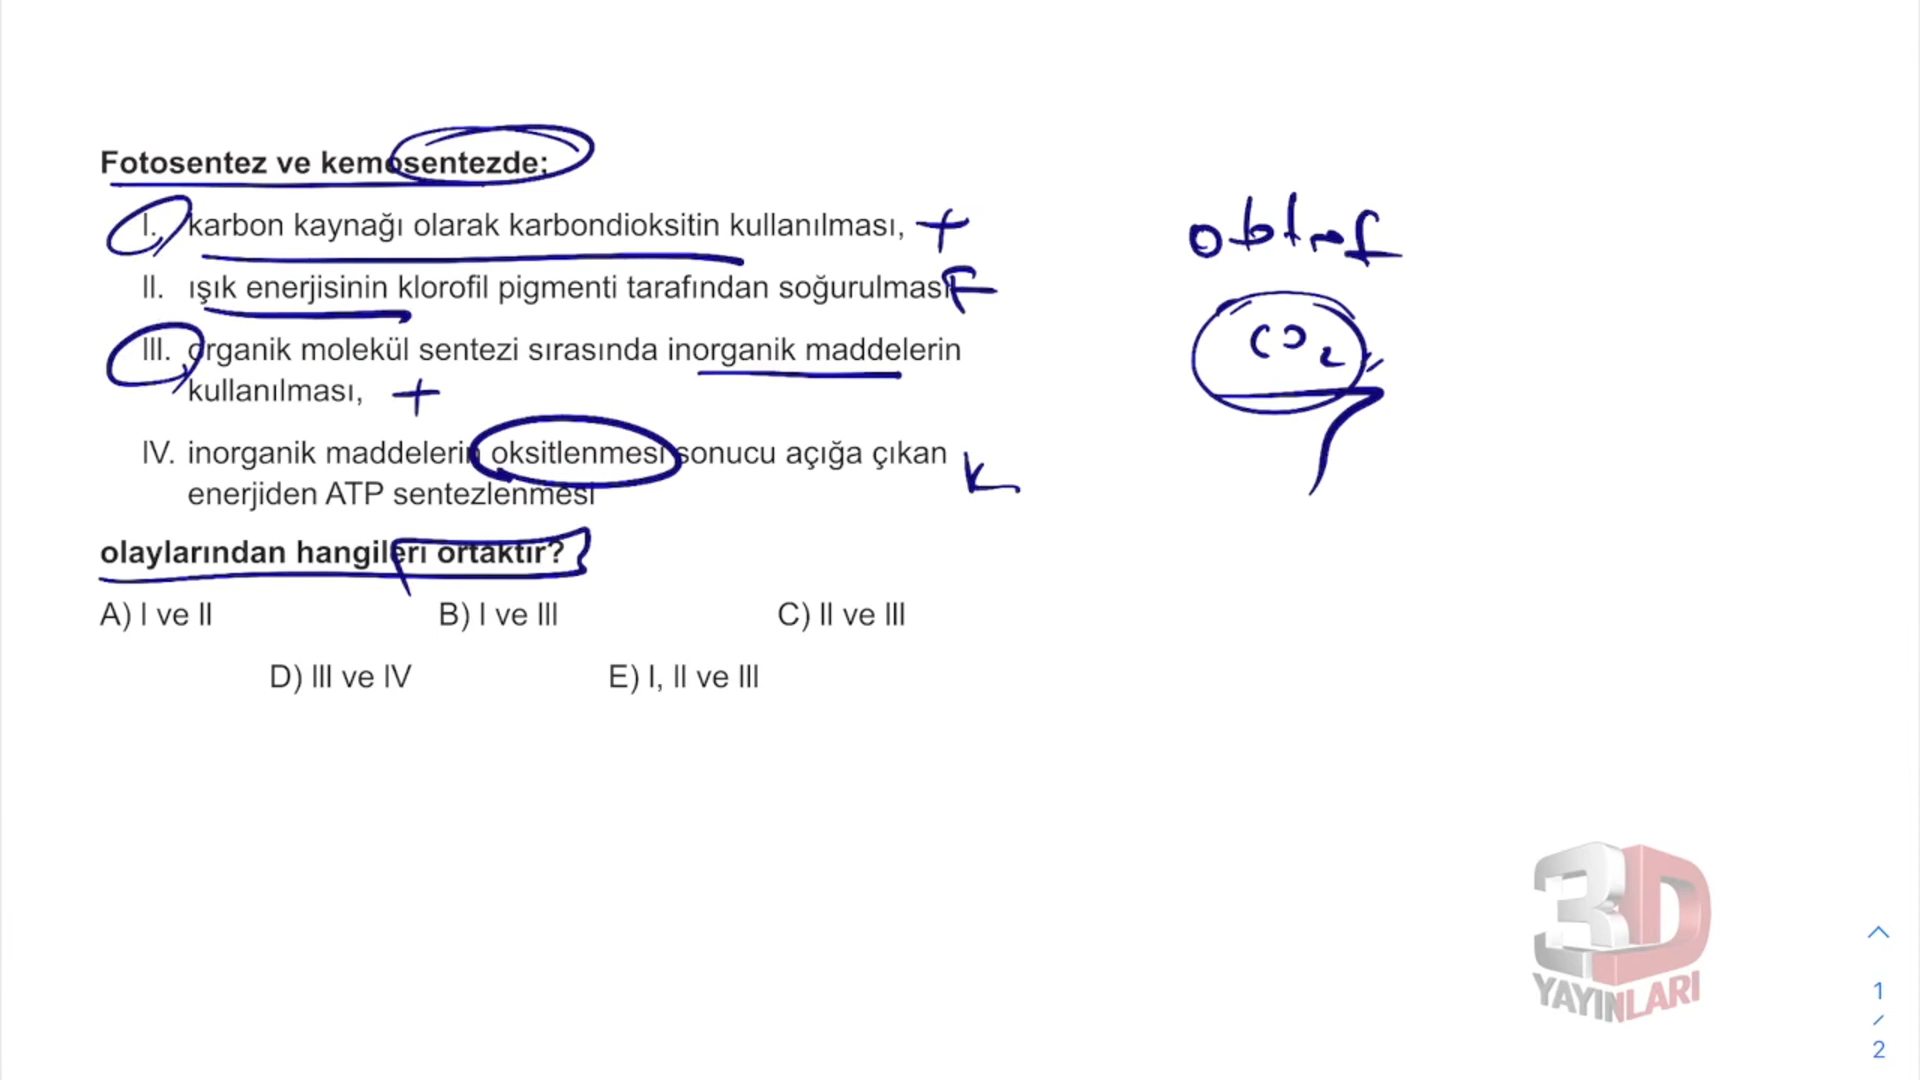 Fotosentez ve kemosentezde;
I. karbon kaynağı olarak karbondioksitin kullanılması, +
II. ışık enerjisinin klorofil pigmenti tarafından soğurulması F
III. organik molekül sentezi sırasında inorganik maddelerin
kullanılması, +
IV. inorganik maddelerin oksitlenmesi sonucu açığa çıkan K
enerjiden ATP sentezlenmesi
olaylarından hangileri ortaktır?
A) I ve II B) I ve III C) II ve III
D) III ve IV E) I, II ve III
CO2
3D
YAYINLARI
1
/
2